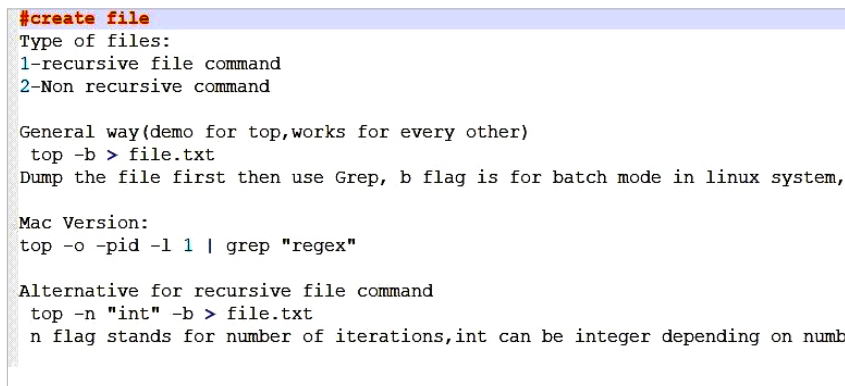 #create file
Type of files:
1-recursive file command
2-Non recursive command
General way(demo for top,works for every other)
top -b > file.txt
Dump the file first then use Grep, b flag is for batch mode in linux system,
Mac Version:
top -o -pid -l 1 | grep "regex"
Alternative for recursive file command
top -n "int" -b > file.txt
n flag stands for number of iterations,int can be integer depending on numb